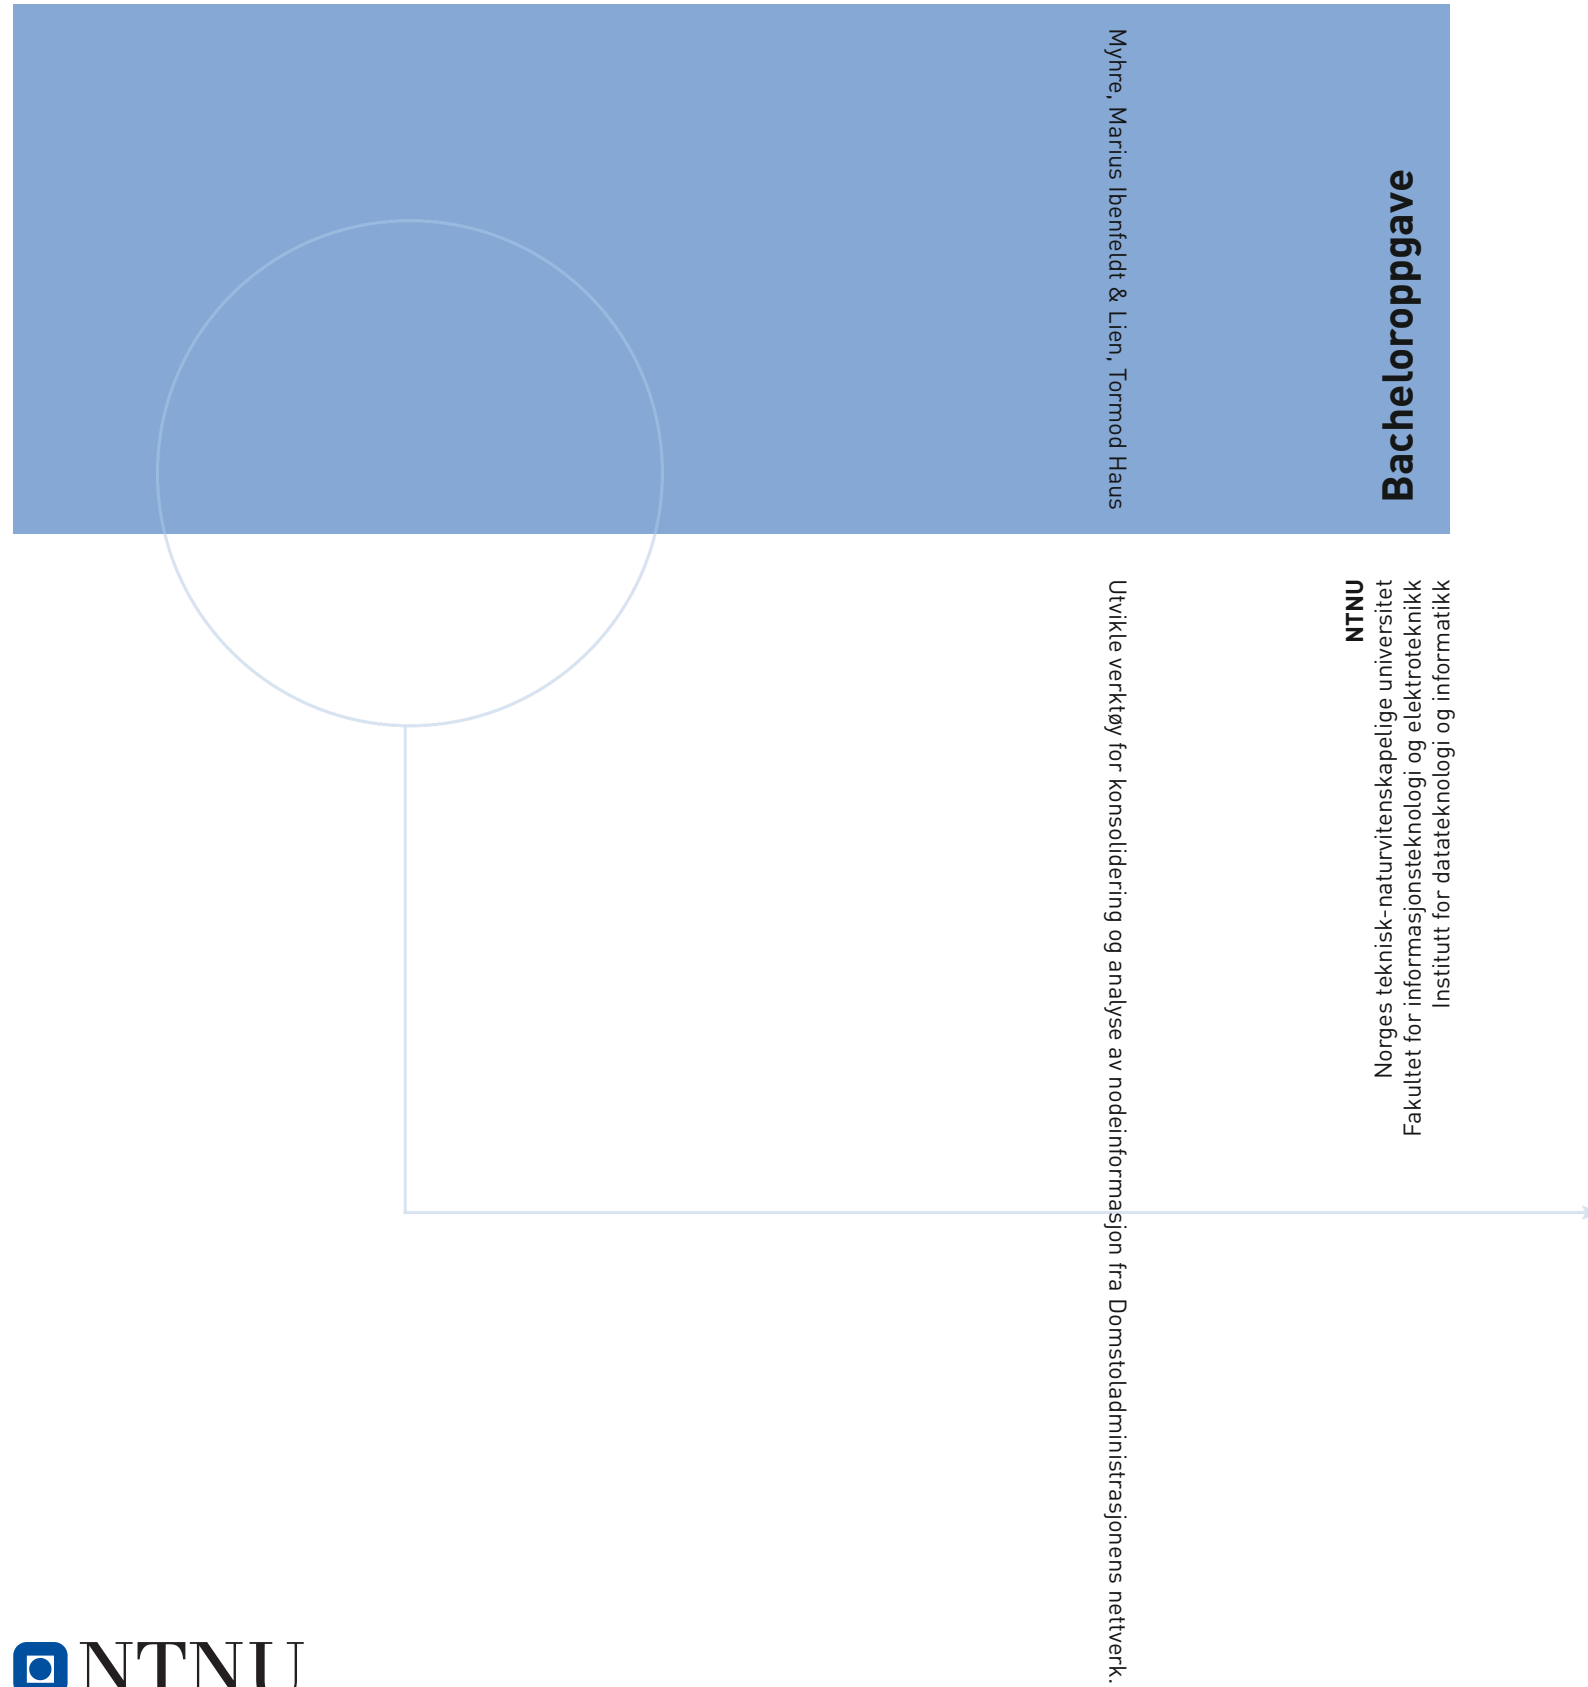 Myhre, Marius Ibenfeldt & Lien, Tormod Haus
Utvikle verktøy for konsolidering og analyse av nodeinformasjon fra Domstoladministrasjonens nettverk.
Bacheloroppgave
NTNU
Norges teknisk-naturvitenskapelige universitet
Fakultet for informasjonsteknologi og elektroteknikk
Institutt for datateknologi og informatikk
NTNU